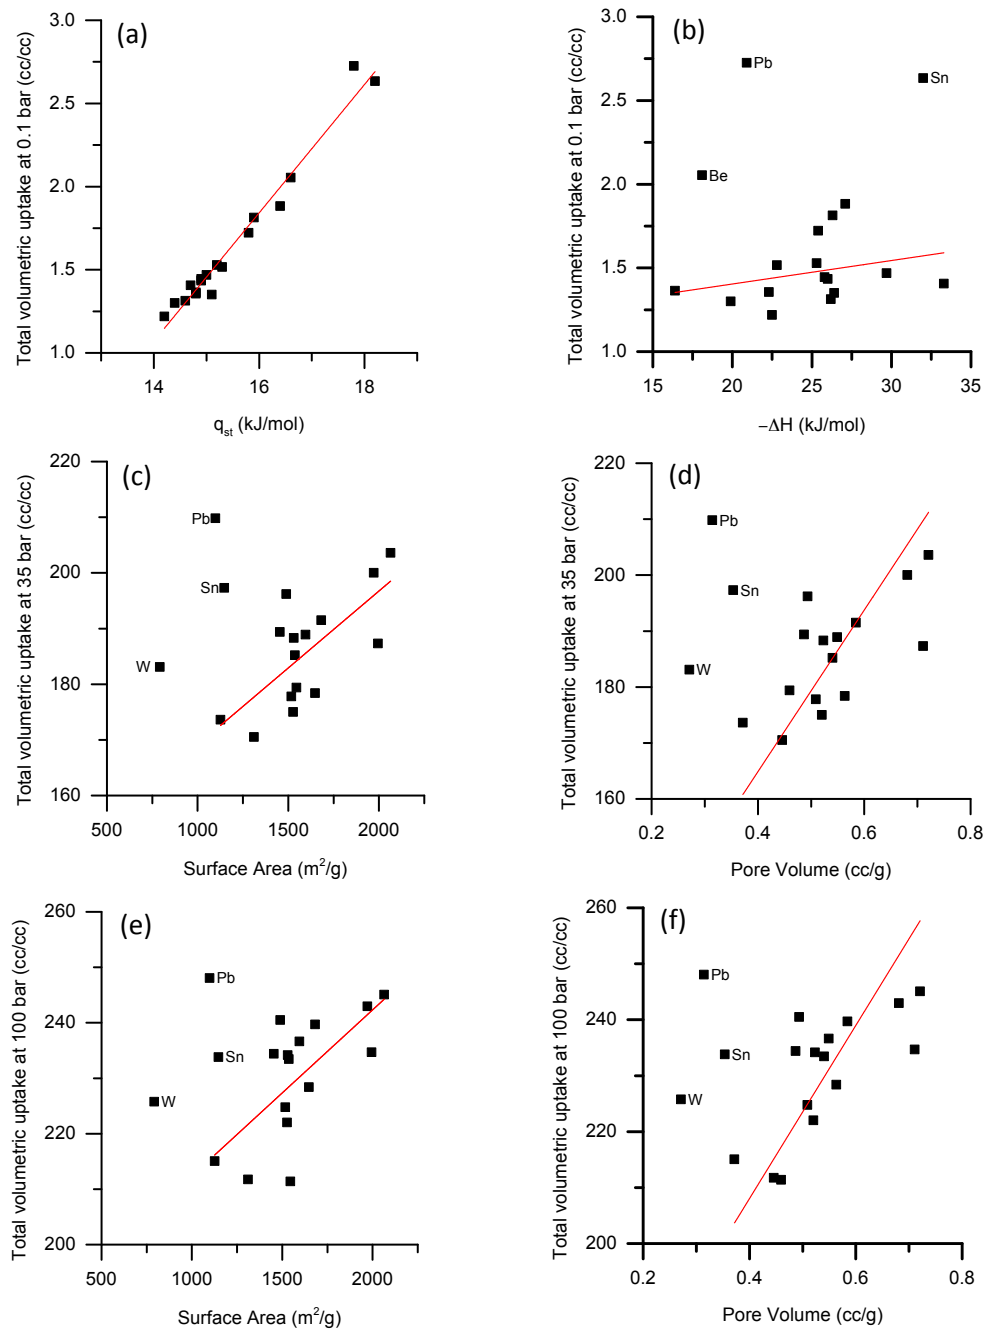 (a)
Total volumetric uptake at 0.1 bar (cc/cc)
3.0
2.5
2.0
1.5
1.0
14
16
18
q_st (kJ/mol)
(b)
Total volumetric uptake at 0.1 bar (cc/cc)
3.0
2.5
2.0
1.5
1.0
Pb
Sn
Be
15
20
25
30
35
−ΔH (kJ/mol)
(c)
Total volumetric uptake at 35 bar (cc/cc)
220
200
180
160
Pb
Sn
W
500
1000
1500
2000
Surface Area (m²/g)
(d)
Total volumetric uptake at 35 bar (cc/cc)
220
200
180
160
Pb
Sn
W
0.2
0.4
0.6
0.8
Pore Volume (cc/g)
(e)
Total volumetric uptake at 100 bar (cc/cc)
260
240
220
200
Pb
Sn
W
500
1000
1500
2000
Surface Area (m²/g)
(f)
Total volumetric uptake at 100 bar (cc/cc)
260
240
220
200
Pb
Sn
W
0.2
0.4
0.6
0.8
Pore Volume (cc/g)